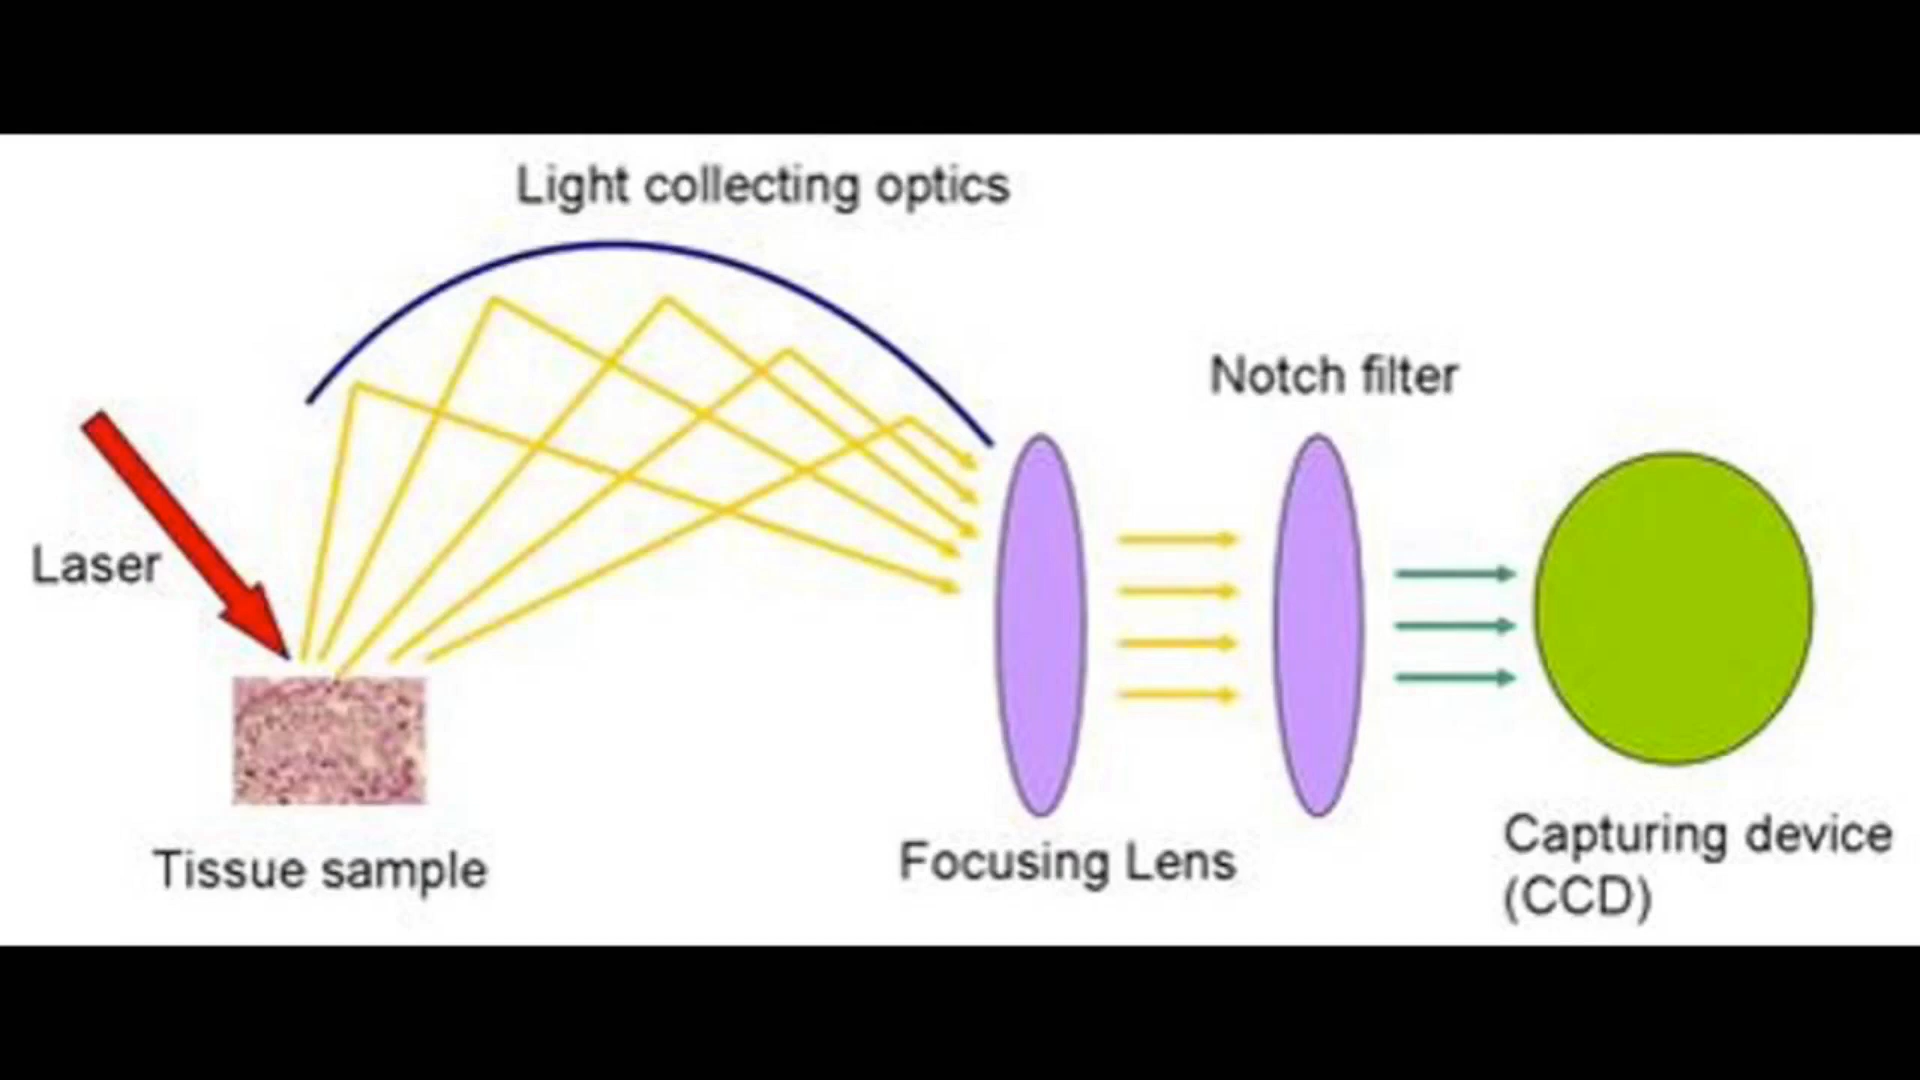 Light collecting optics
Notch filter
Laser
Tissue sample
Focusing Lens
Capturing device
(CCD)